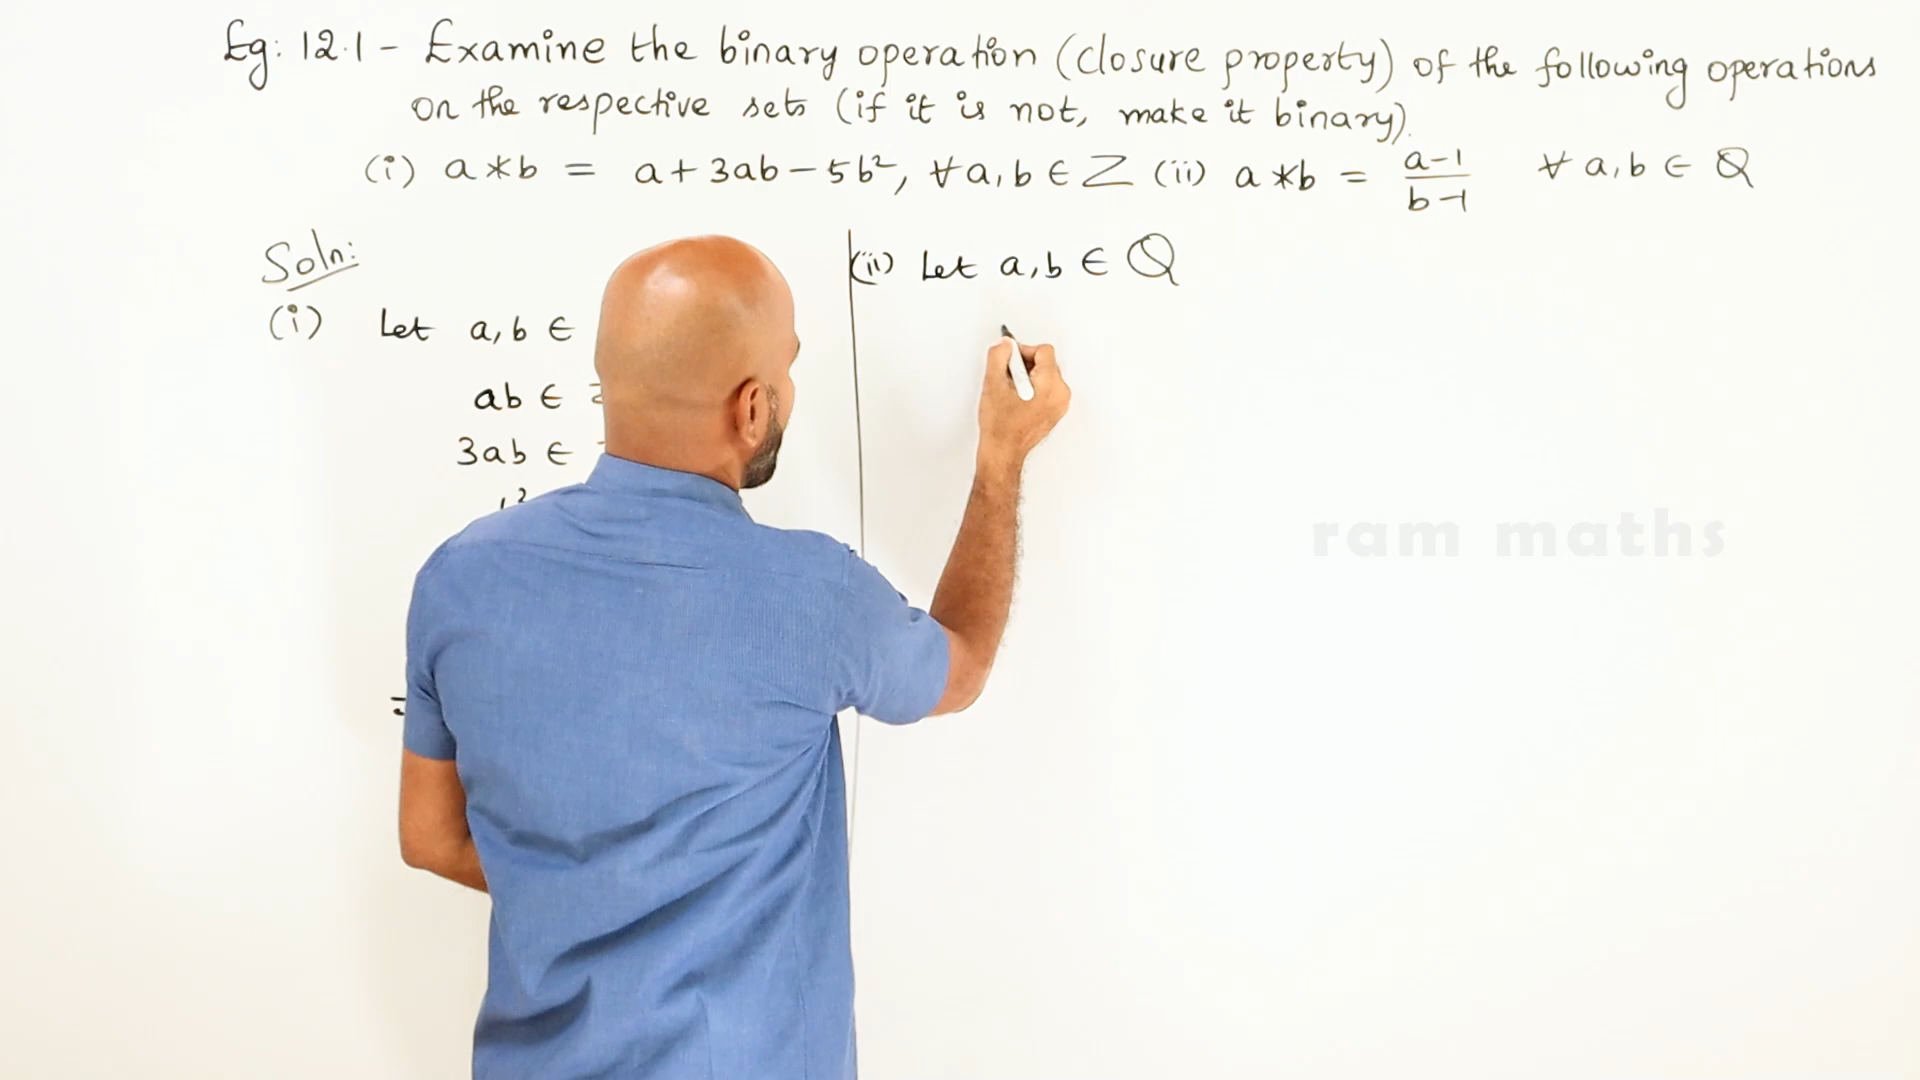 Eg: 12.1 - Examine the binary operation (closure property) of the following operations
on the respective sets (if it is not, make it binary).
(i) a * b = a + 3ab - 5b², ∀ a, b ∈ Z (ii) a * b = \frac{a-1}{b-1} ∀ a, b ∈ Q
Soln:
(i) Let a, b ∈
ab ∈
3ab ∈
(ii) Let a, b ∈ Q
ram maths